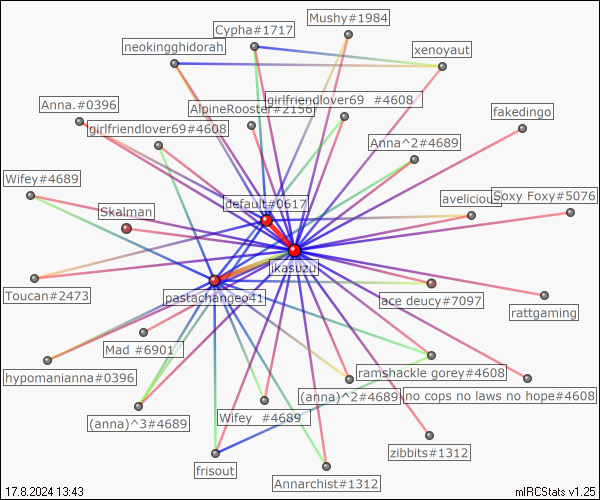 Mushy#1984
Cypha#1717
neokingghidorah
xenoyaut
Anna.#0396
AlpineRooster#2156
girlfriendlover69 #4608
fakedingo
girlfriendlover69#4608
Anna^2#4689
Wifey#4689
default#0617
avelicious
Soxy Foxy#5076
Skalman
jkasuzuj
Toucan#2473
pastachangeo41
ace deucy#7097
rattgaming
Mad #6901
hypomanianna#0396
ramshackle gorey#4608
(anna)^2#4689
no cops no laws no hope#4608
(anna)^3#4689
Wifey #4689
zibbits#1312
frisout
Annarchist#1312
17.8.2024 13:43
mIRCStats v1.25